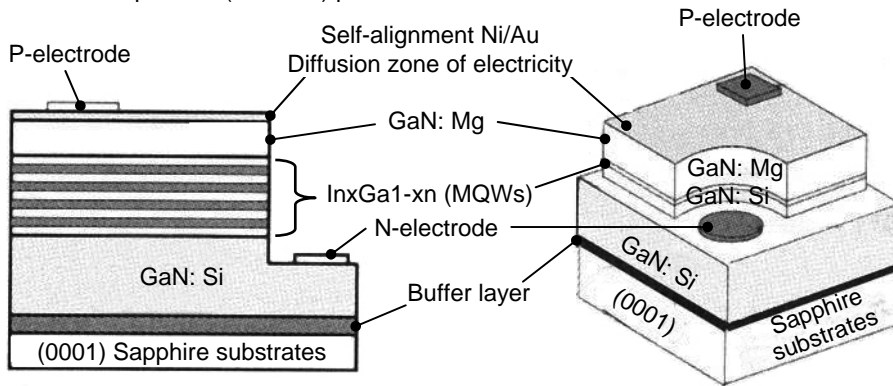 P-electrode
Self-alignment Ni/Au
P-electrode
Diffusion zone of electricity
GaN: Mg
GaN: Mg
InxGa1-xn (MQWs)
GaN: Si
N-electrode
GaN: Si
GaN: Si
Buffer layer
(0001)
Sapphire
substrates
(0001) Sapphire substrates